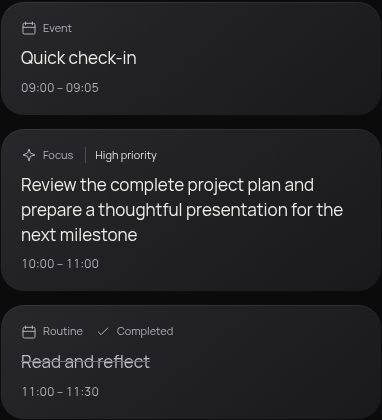 Event
Quick check-in
09:00 – 09:05
Focus High priority
Review the complete project plan and
prepare a thoughtful presentation for the
next milestone
10:00 – 11:00
Routine Completed
Read and reflect
11:00 – 11:30